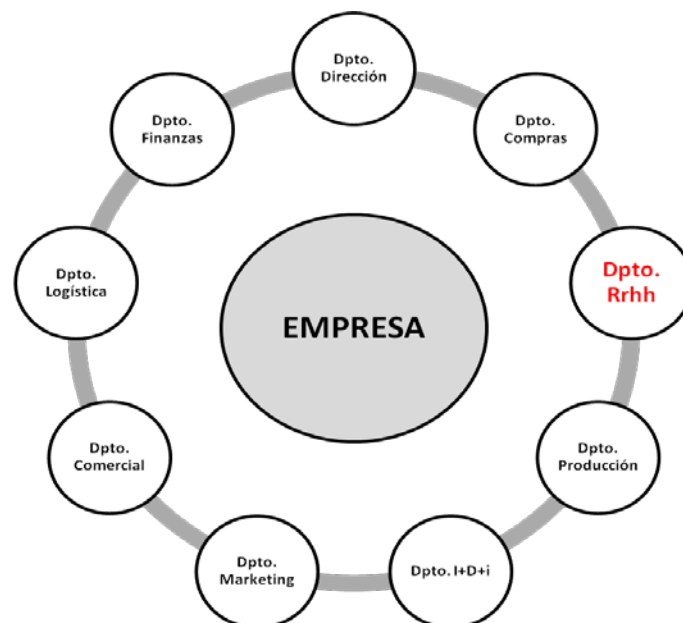 Dpto.
Dirección
Dpto.
Compras
Dpto.
Rrhh
Dpto.
Producción
Dpto. I+D+i
Dpto.
Marketing
Dpto.
Comercial
Dpto.
Logística
Dpto.
Finanzas
EMPRESA